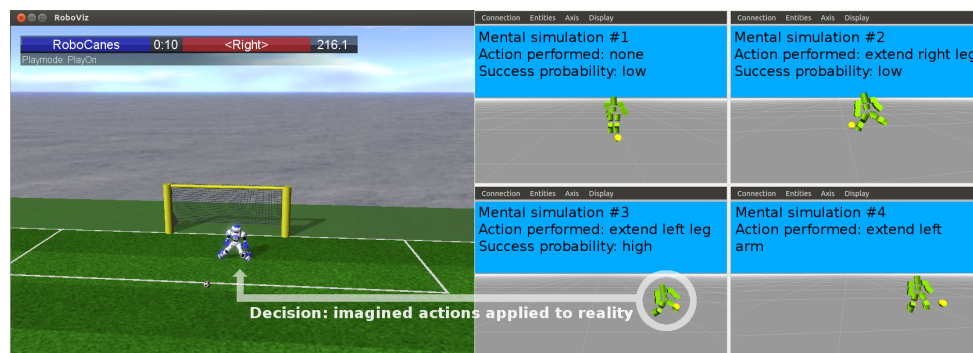 RoboViz
RoboCanes 0:10 <Right> 216.1
Playmode: PlayOn
Connection Entities Axis Display
Mental simulation #1
Action performed: none
Success probability: low
Connection Entities Axis Display
Mental simulation #2
Action performed: extend right leg
Success probability: low
Connection Entities Axis Display
Mental simulation #3
Action performed: extend left leg
Success probability: high
Connection Entities Axis Display
Mental simulation #4
Action performed: extend left
arm
Decision: imagined actions applied to reality